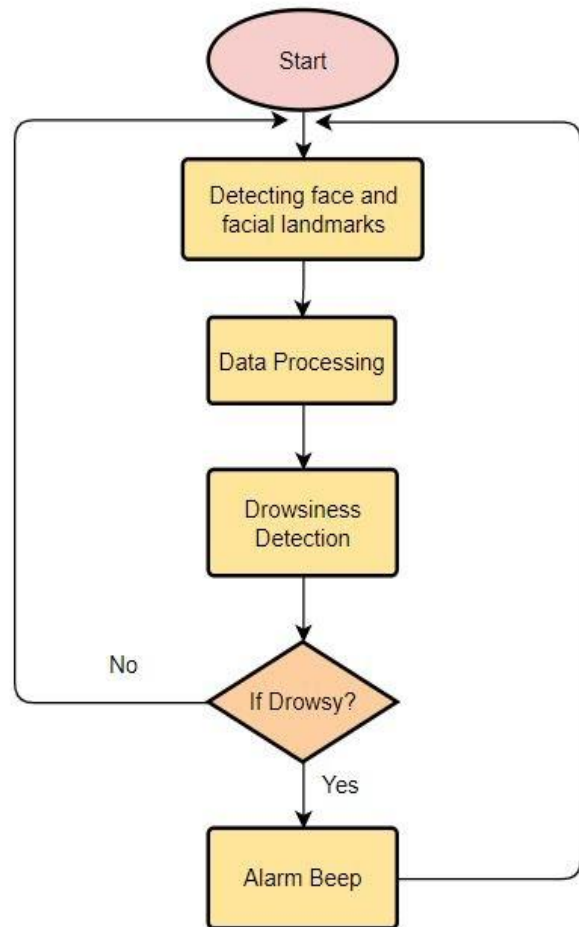 Start
Detecting face and
facial landmarks
Data Processing
Drowsiness
Detection
No
If Drowsy?
Yes
Alarm Beep